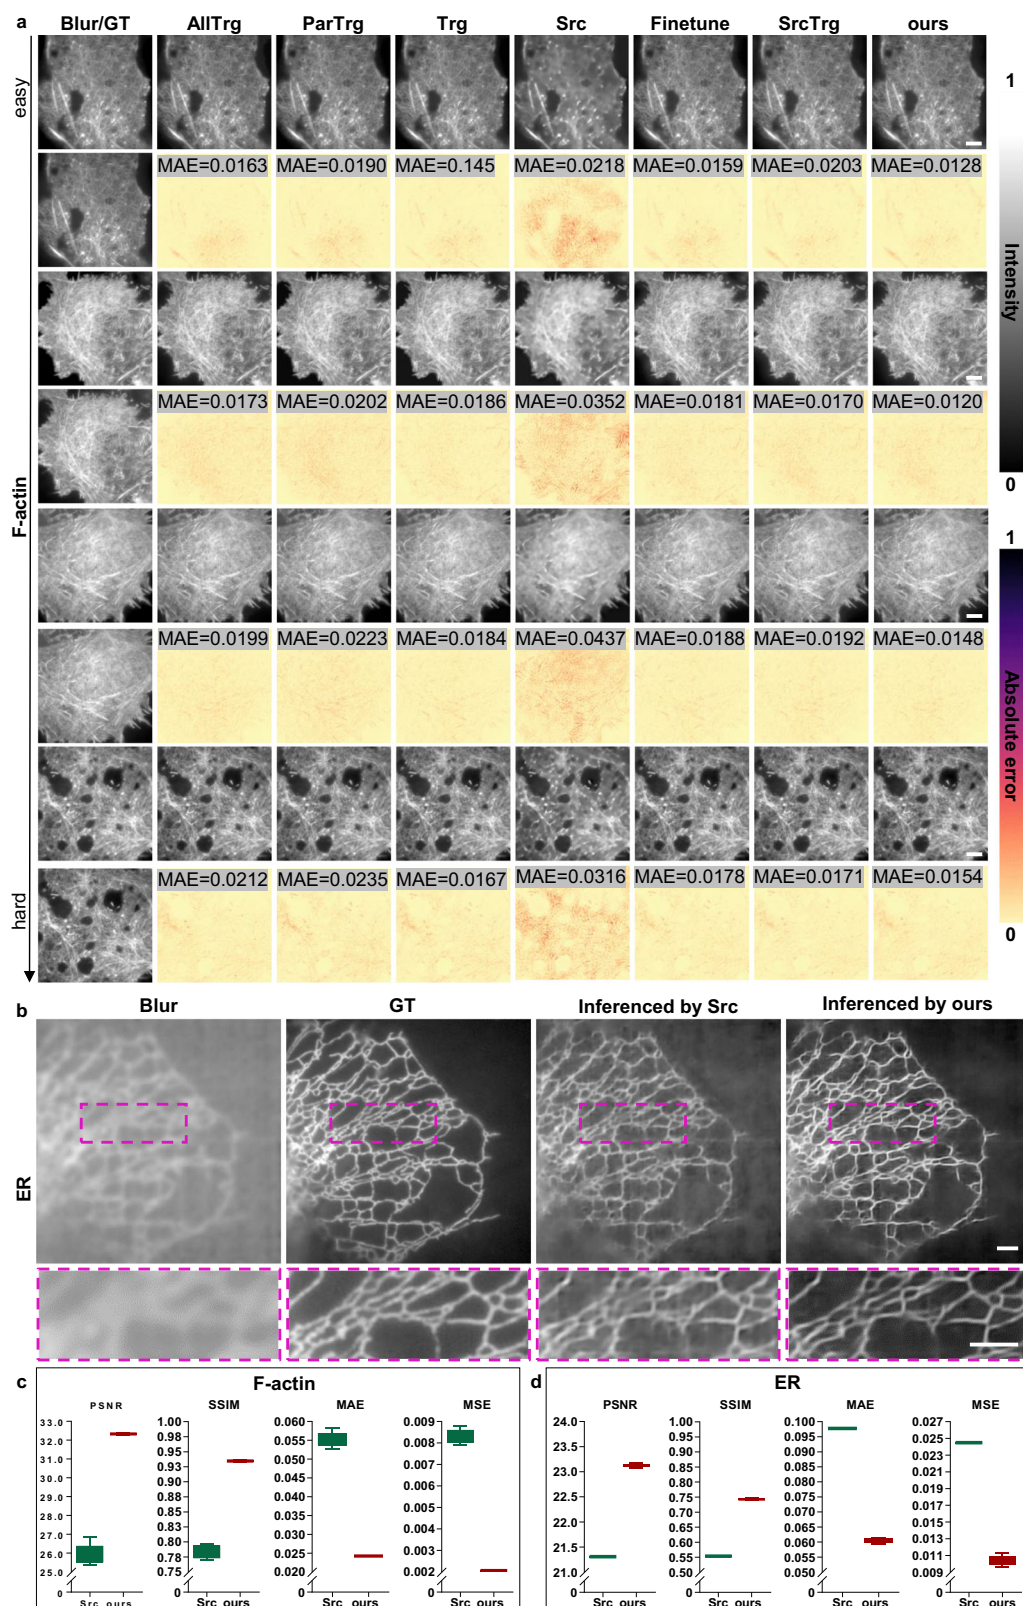 a Blur/GT AllTrg ParTrg Trg Src Finetune SrcTrg ours
easy
MAE=0.0163 MAE=0.0190 MAE=0.145 MAE=0.0218 MAE=0.0159 MAE=0.0203 MAE=0.0128
MAE=0.0173 MAE=0.0202 MAE=0.0186 MAE=0.0352 MAE=0.0181 MAE=0.0170 MAE=0.0120
F-actin
MAE=0.0199 MAE=0.0223 MAE=0.0184 MAE=0.0437 MAE=0.0188 MAE=0.0192 MAE=0.0148
MAE=0.0212 MAE=0.0235 MAE=0.0167 MAE=0.0316 MAE=0.0178 MAE=0.0171 MAE=0.0154
hard
1
Intensity
0
1
Absolute error
0
b Blur GT Inferenced by Src Inferenced by ours
ER
c F-actin
PSNR SSIM MAE MSE
33.0 1.00 0.060 0.009
32.0 0.98 0.055 0.008
31.0 0.95 0.050 0.007
30.0 0.93 0.045 0.006
29.0 0.90 0.040 0.005
28.0 0.88 0.035 0.004
27.0 0.85 0.030 0.003
26.0 0.83 0.025 0.002
25.0 0.80 0.020
0.78
0.75
0 0 0 0
Src ours Src ours Src ours Src ours
d ER
PSNR SSIM MAE MSE
24.0 1.00 0.100 0.027
23.0 0.95 0.095 0.024
22.0 0.90 0.090 0.021
21.5 0.85 0.085 0.019
21.0 0.80 0.080 0.017
0.75 0.075 0.015
0.70 0.070 0.013
0.65 0.065 0.011
0.60 0.060 0.009
0.55 0.055
0.50 0.050
0 0 0 0
Src ours Src ours Src ours Src ours